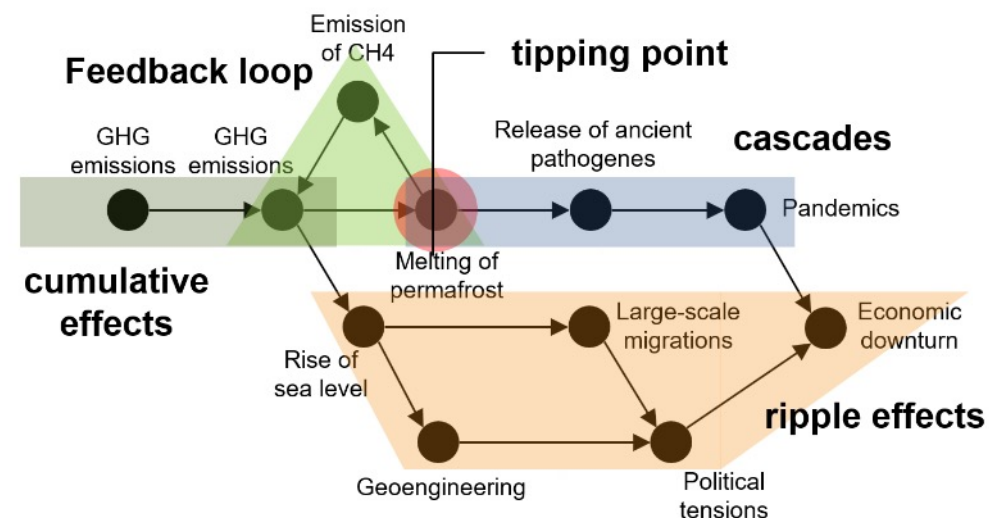 Emission
of CH4
tipping point
Feedback loop
GHG
emissions
GHG
emissions
Release of ancient
pathogenes
cascades
Pandemics
Melting of
permafrost
cumulative
effects
Large-scale
migrations
Economic
downturn
Rise of
sea level
ripple effects
Geoengineering
Political
tensions